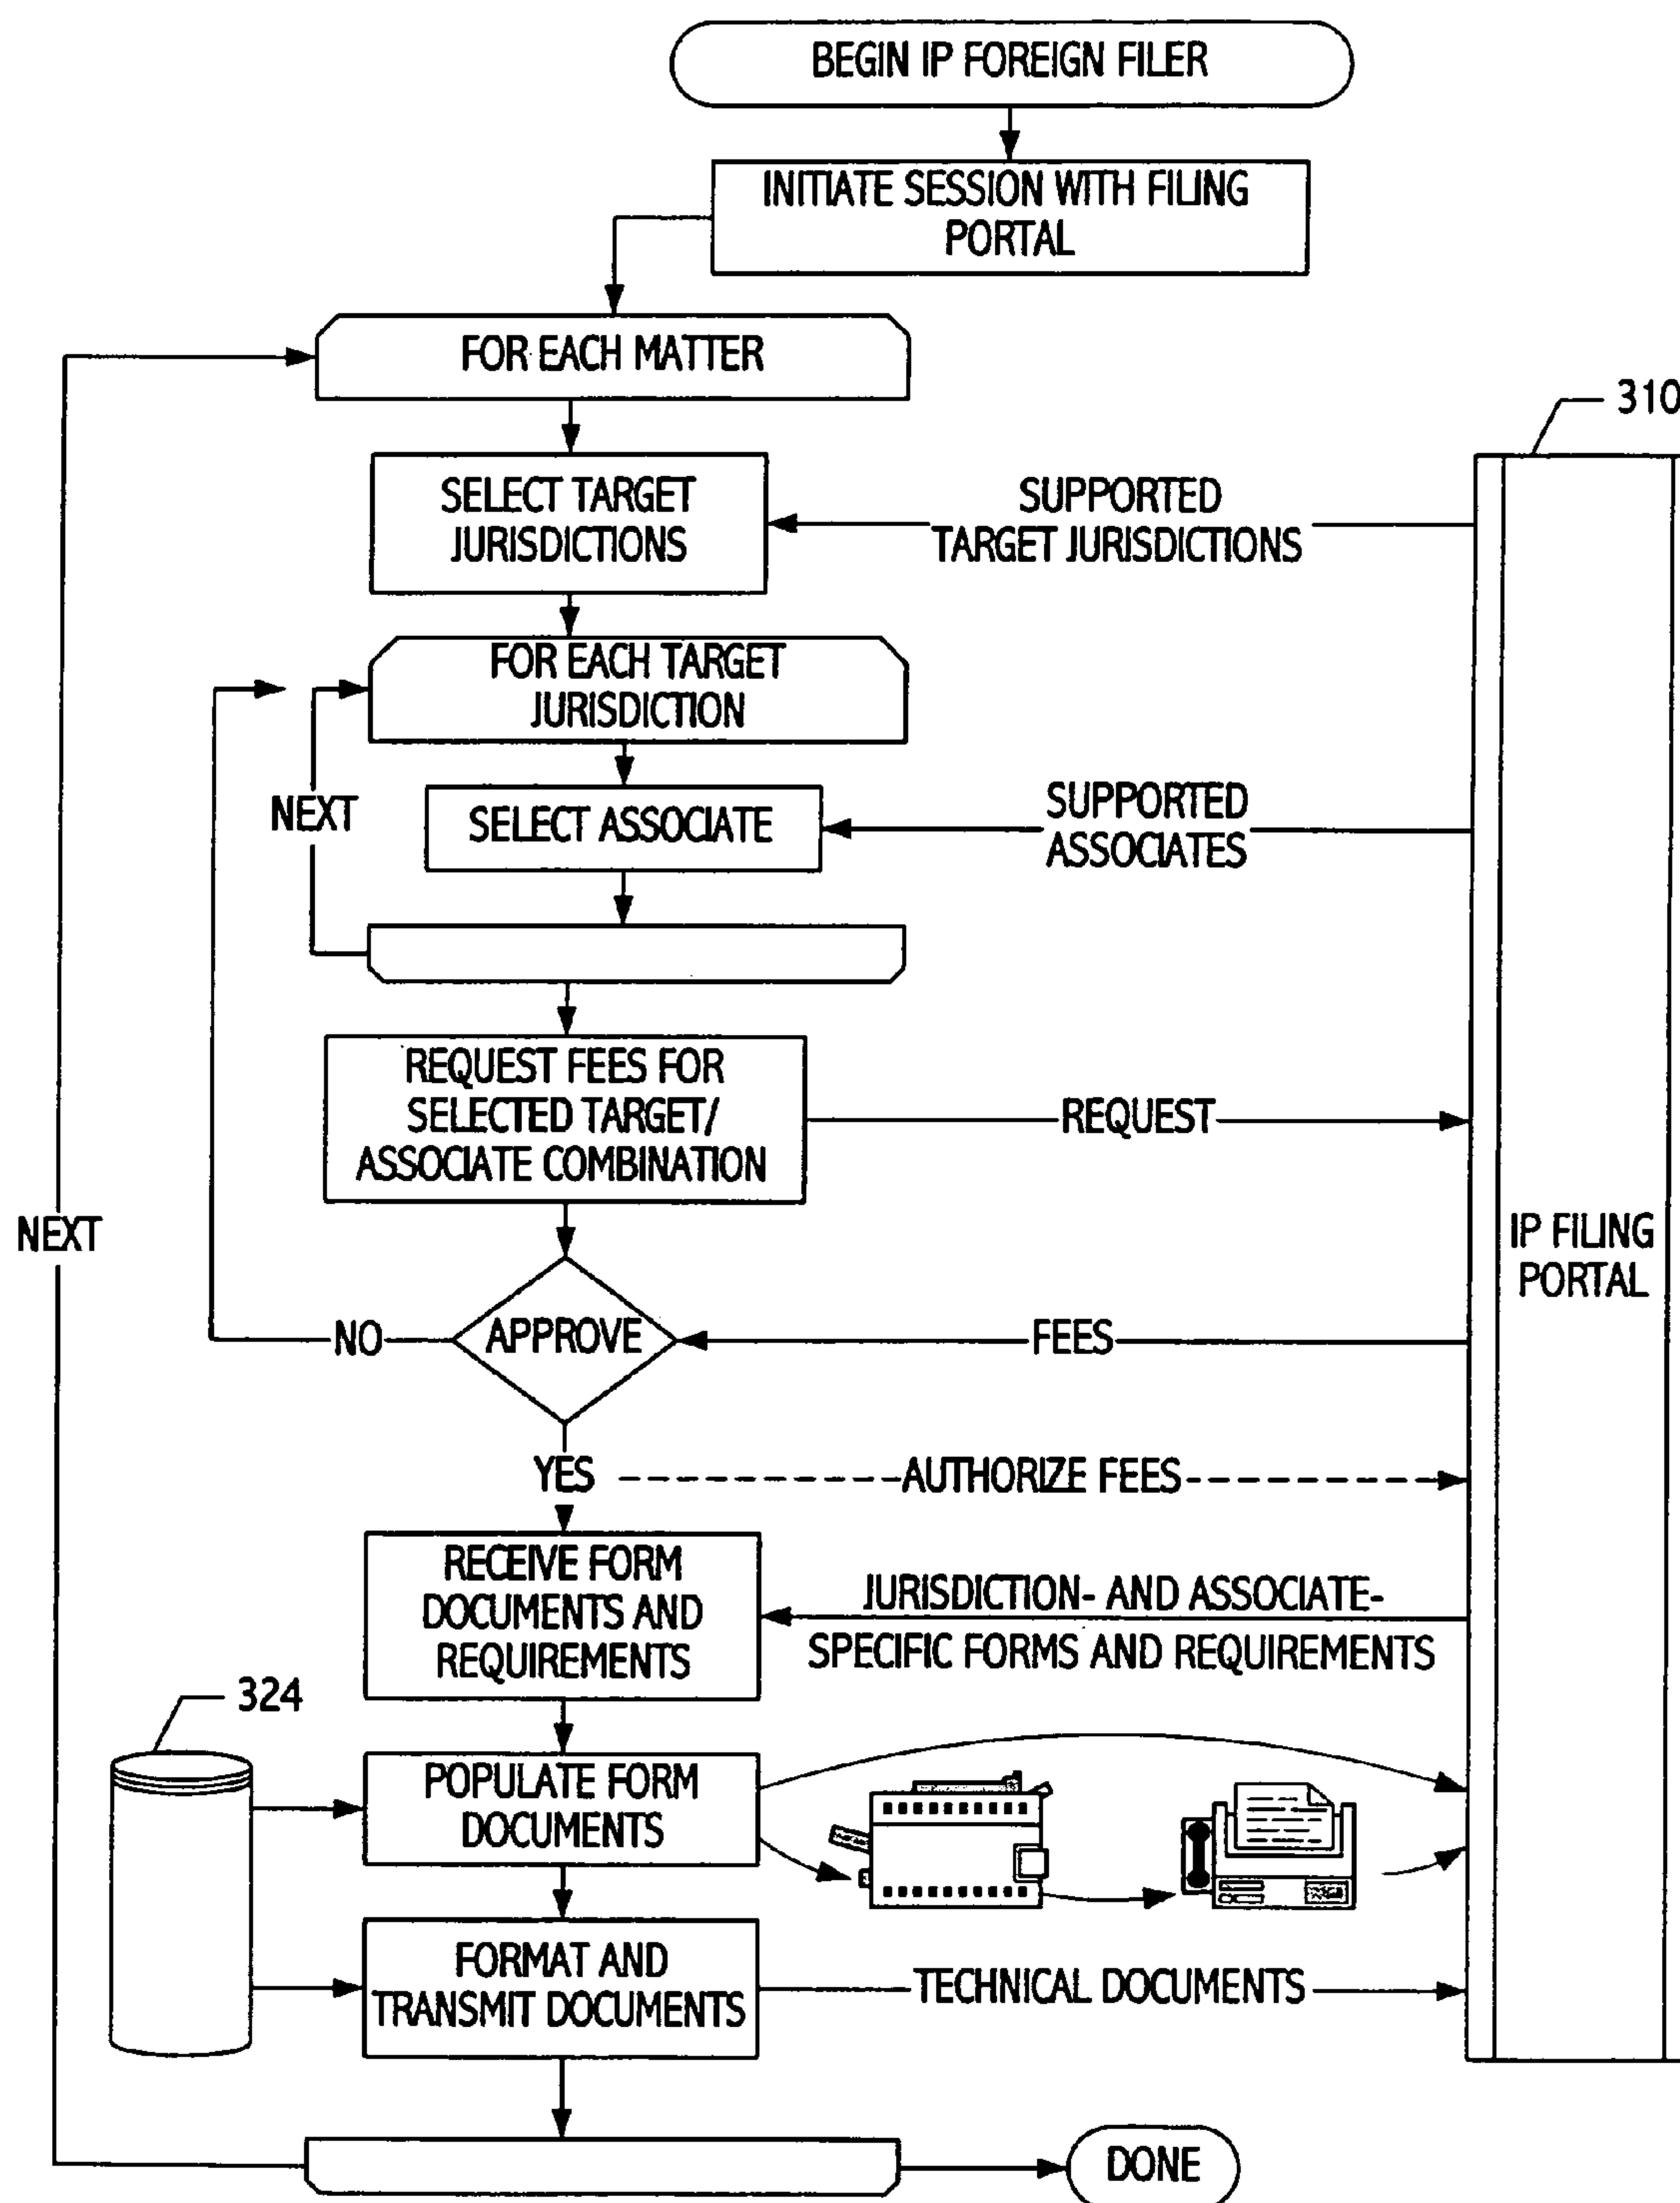 BEGIN IP FOREIGN FILER
INITIATE SESSION WITH FILING
PORTAL
FOR EACH MATTER
310
SELECT TARGET
JURISDICTIONS
SUPPORTED
TARGET JURISDICTIONS
FOR EACH TARGET
JURISDICTION
NEXT
SELECT ASSOCIATE
SUPPORTED
ASSOCIATES
REQUEST FEES FOR
SELECTED TARGET/
ASSOCIATE COMBINATION
REQUEST
NEXT
IP FILING
PORTAL
NO
APPROVE
FEES
YES
AUTHORIZE FEES
RECEIVE FORM
DOCUMENTS AND
REQUIREMENTS
JURISDICTION- AND ASSOCIATE-
SPECIFIC FORMS AND REQUIREMENTS
324
POPULATE FORM
DOCUMENTS
FORMAT AND
TRANSMIT DOCUMENTS
TECHNICAL DOCUMENTS
DONE